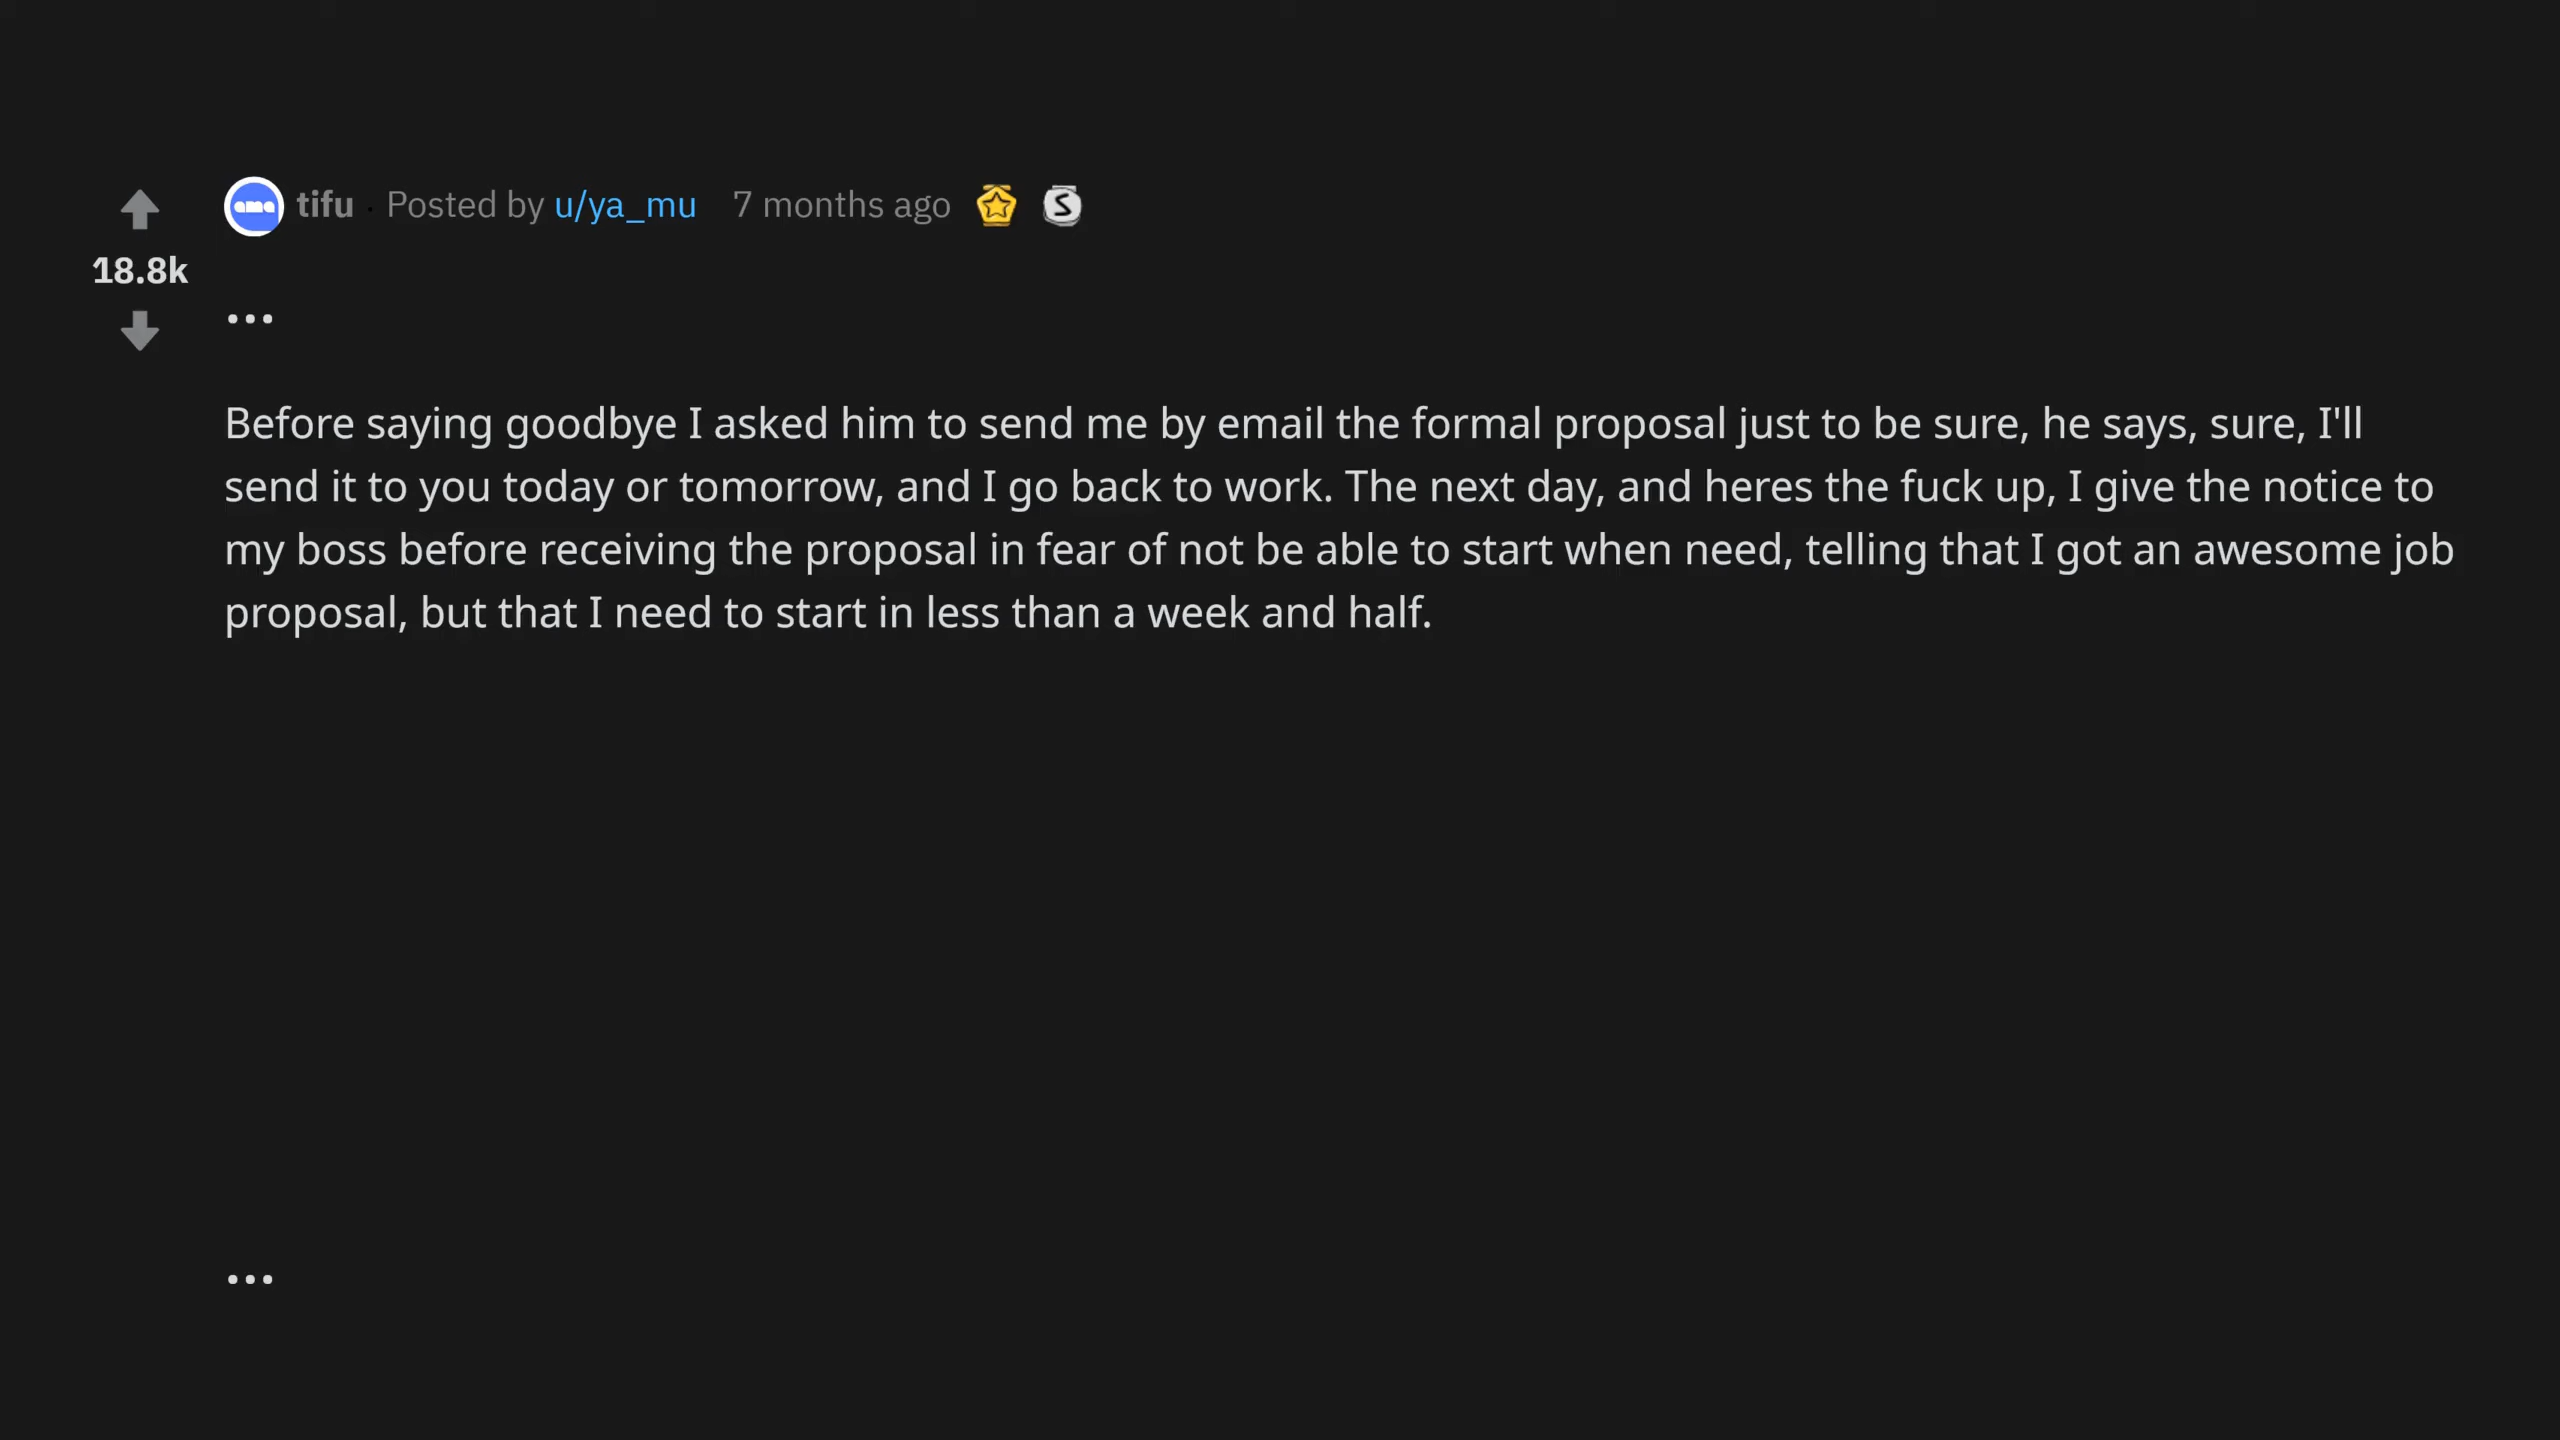 ama tifu · Posted by u/ya_mu 7 months ago
18.8k
...
Before saying goodbye I asked him to send me by email the formal proposal just to be sure, he says, sure, I'll
send it to you today or tomorrow, and I go back to work. The next day, and heres the fuck up, I give the notice to
my boss before receiving the proposal in fear of not be able to start when need, telling that I got an awesome job
proposal, but that I need to start in less than a week and half.
...